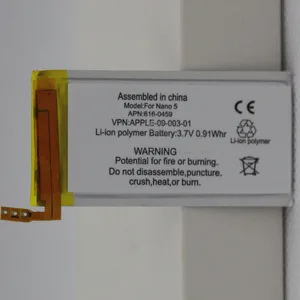 Assembled in china
Model:For Nano 5
APN:616-0459
VPN:APPLE-09-003-01
Li-ion polymer Battery:3.7V 0.91Whr
Potential for fire or burning.
Do not disassemble,puncture,
crush,heat or burn.
CE
Li-ion polymer